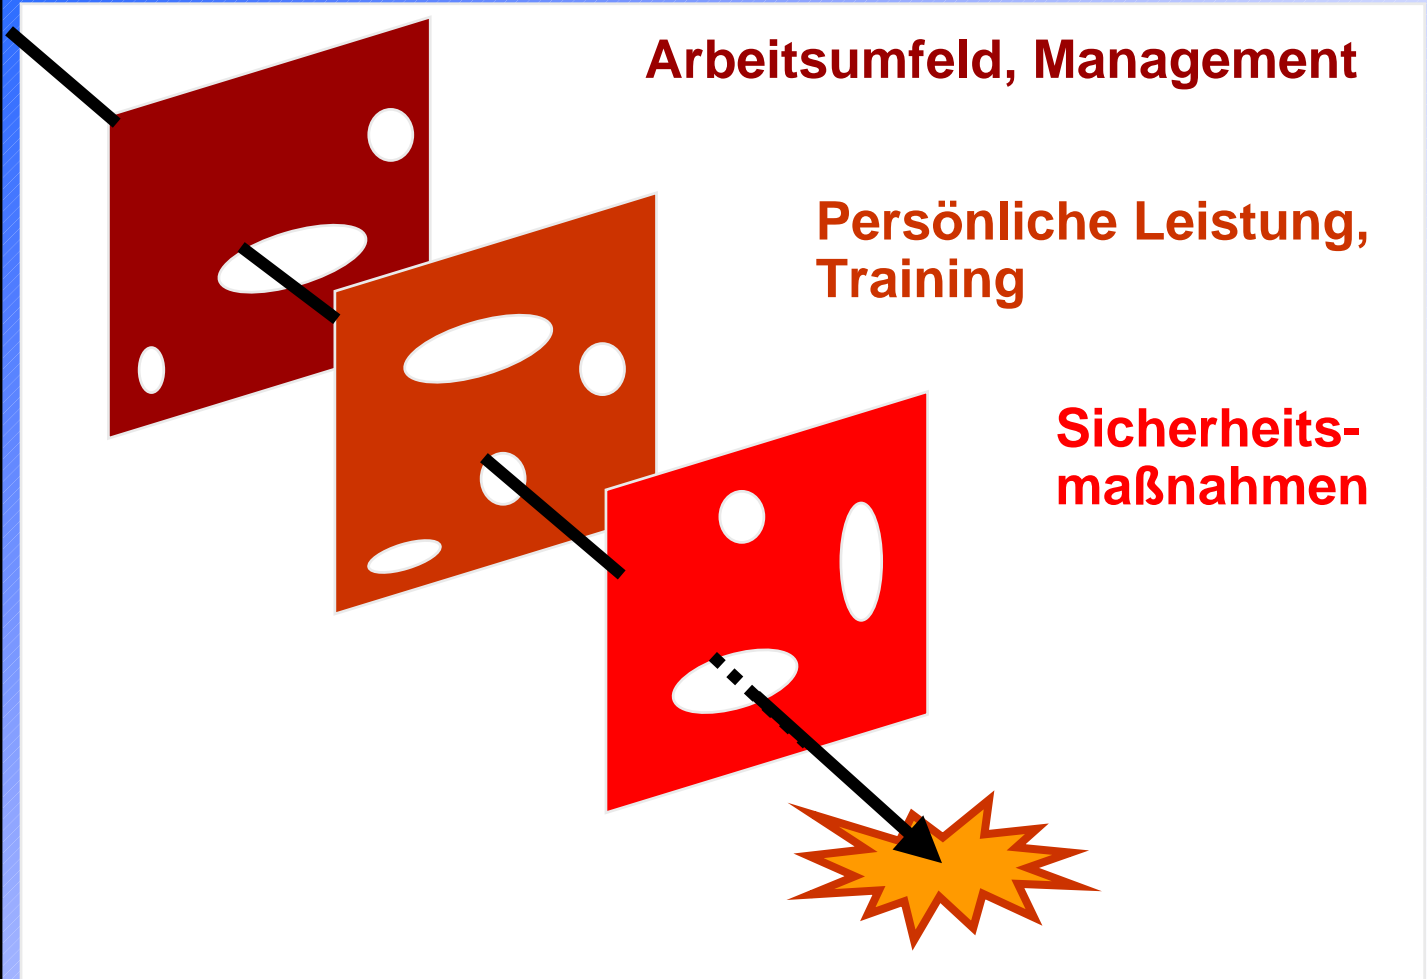 Arbeitsumfeld, Management
Persönliche Leistung,
Training
Sicherheits-
maßnahmen